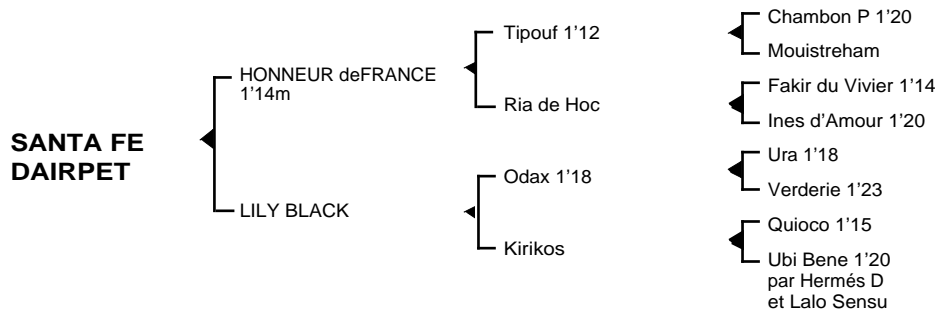 SANTA FE
DAIRPET
HONNEUR deFRANCE
1’14m
LILY BLACK
Tipouf 1’12
Ria de Hoc
Odax 1’18
Kirikos
Chambon P 1’20
Mouistreham
Fakir du Vivier 1’14
Ines d’Amour 1’20
Ura 1’18
Verderie 1’23
Quioco 1’15
Ubi Bene 1’20
par Hermés D
et Lalo Sensu